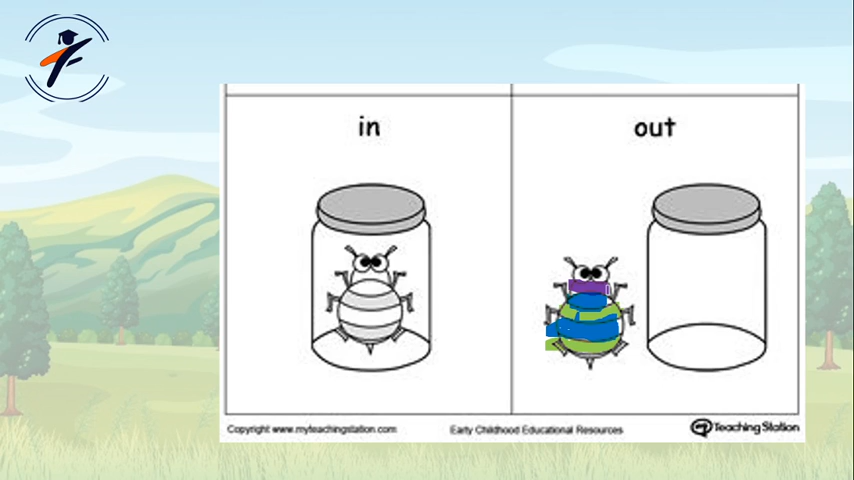 in
out
Copyright www.myteachingstation.com
Early Childhood Educational Resources
Teaching Station